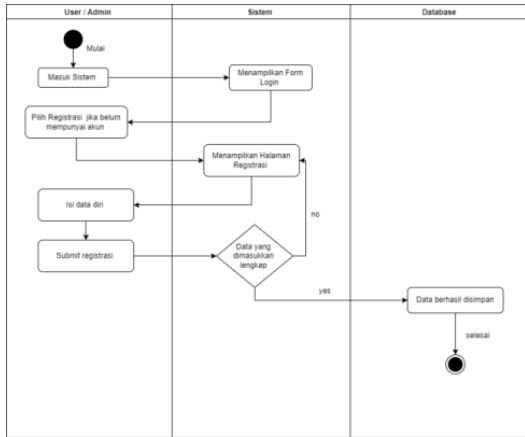 User / Admin
Sistem
Database
Mulai
Masuk Sistem
Menampilkan Form
Login
Pilih Registrasi jika belum
mempunyai akun
Menampilkan Halaman
Registrasi
Isi data diri
no
Submit registrasi
Data yang
dimasukkan
lengkap
yes
Data berhasil disimpan
selesai